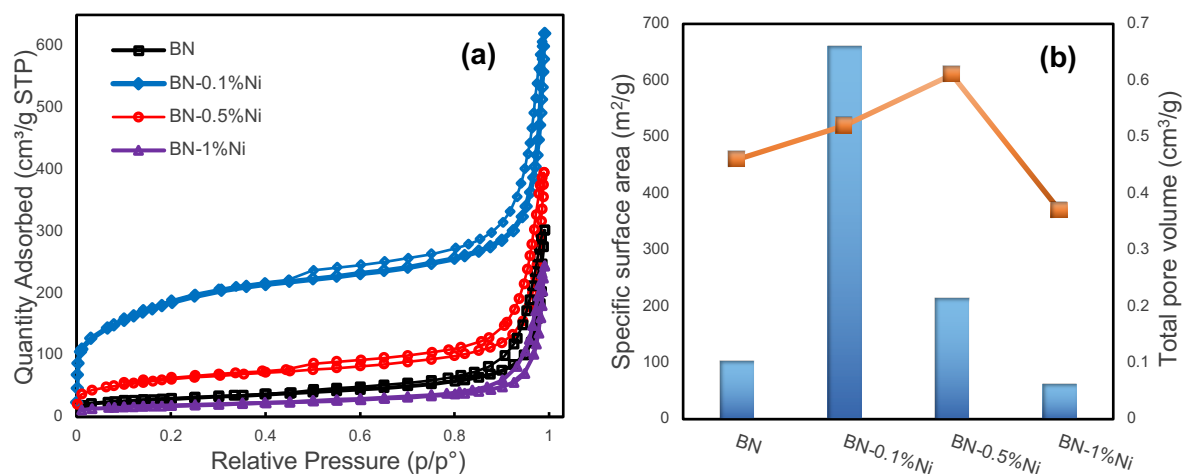 (a)
BN
BN-0.1%Ni
BN-0.5%Ni
BN-1%Ni
Quantity Adsorbed (cm³/g STP)
600
500
400
300
200
100
0
0
0.2
0.4
0.6
0.8
1
Relative Pressure (p/p°)
(b)
Specific surface area (m²/g)
700
600
500
400
300
200
100
0
BN
BN-0.1%Ni
BN-0.5%Ni
BN-1%Ni
0.7
0.6
0.5
0.4
0.3
0.2
0.1
0
Total pore volume (cm³/g)